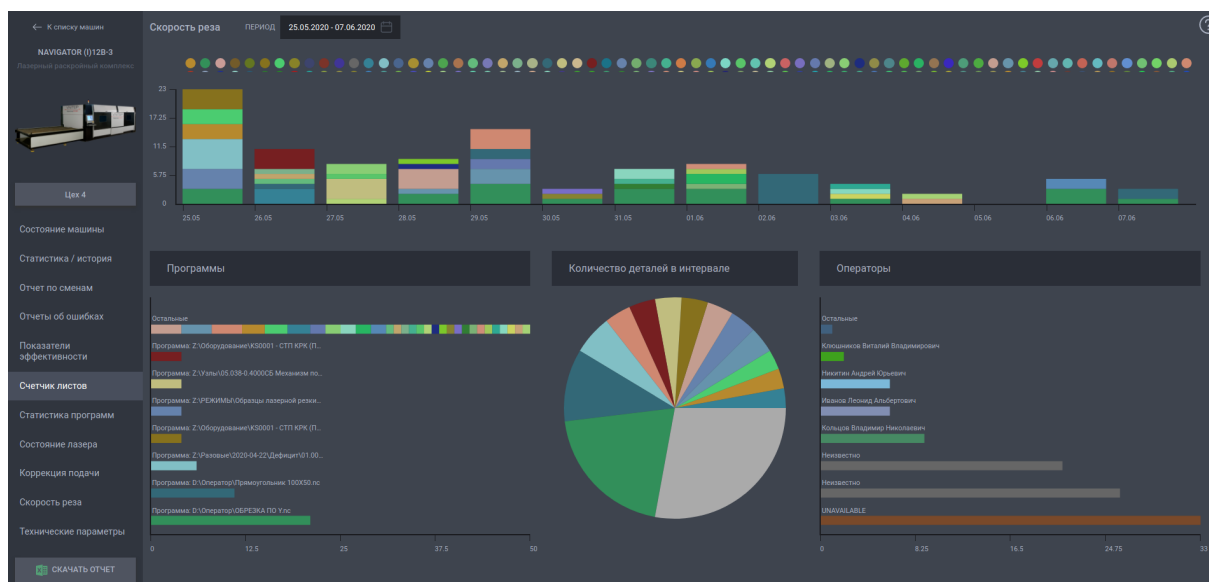 ← К списку машин
Скорость реза
ПЕРИОД
25.05.2020 - 07.06.2020
?
NAVIGATOR (I)12В-3
Лазерный раскройный комплекс
Цех 4
Состояние машины
Статистика / история
Отчет по сменам
Отчеты об ошибках
Показатели
эффективности
Счетчик листов
Статистика программ
Состояние лазера
Коррекция подачи
Скорость реза
Технические параметры
СКАЧАТЬ ОТЧЕТ
23
17.25
11.5
5.75
0
25.05 26.05 27.05 28.05 29.05 30.05 31.05 01.06 02.06 03.06 04.06 05.06 06.06 07.06
Программы
Остальные
Программа: Z:\Оборудование\KS0001 - СТП КРК (П...
Программа: Z:\Узлы\05.038-0.4000СБ Механизм по...
Программа: Z:\РЕЖИМЫ\Образцы лазерной резки...
Программа: Z:\Оборудование\KS0001 - СТП КРК (П...
Программа: Z:\Разовые\2020-04-22\Дефицит\01.00...
Программа: D:\Оператор\Прямоугольник 100X50.nc
Программа: D:\Оператор\ОБРЕЗКА ПО Y.nc
0 12.5 25 37.5 50
Количество деталей в интервале
Операторы
Остальные
Клюшников Виталий Владимирович
Никитин Андрей Юрьевич
Иванов Леонид Альбертович
Кольцов Владимир Николаевич
Неизвестно
Неизвестно
UNAVAILABLE
0 8.25 16.5 24.75 33